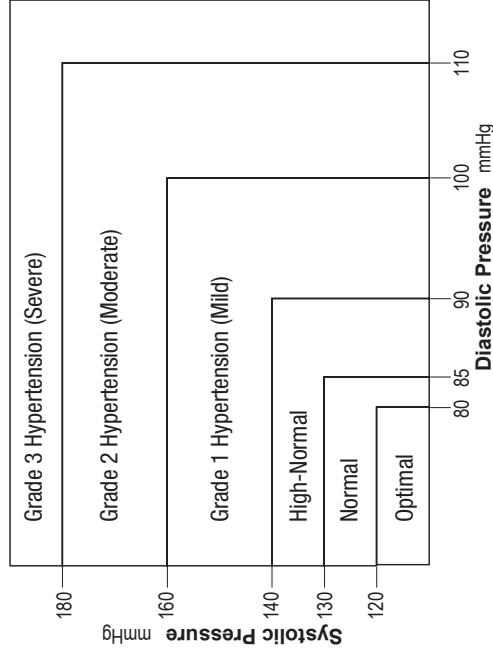 Systolic Pressure mmHg
180
160
140
130
120
Grade 3 Hypertension (Severe)
Grade 2 Hypertension (Moderate)
Grade 1 Hypertension (Mild)
High-Normal
Normal
Optimal
80
85
90
100
110
Diastolic Pressure mmHg